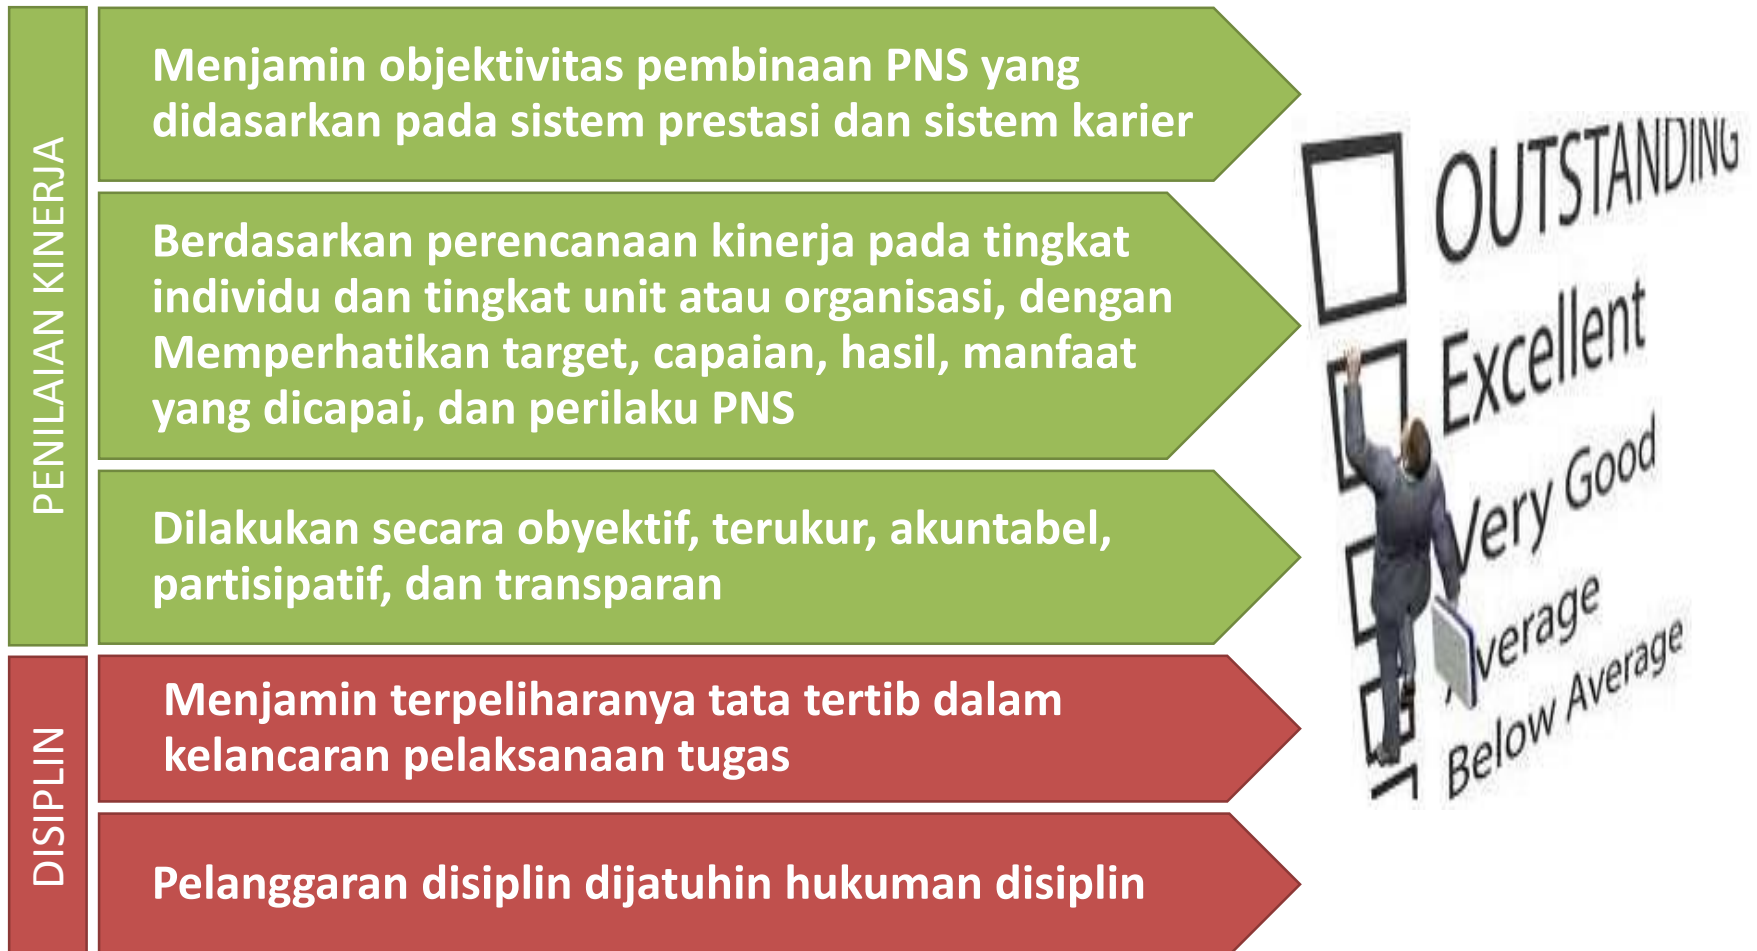 PENILAIAN KINERJA
Menjamin objektivitas pembinaan PNS yang
didasarkan pada sistem prestasi dan sistem karier
Berdasarkan perencanaan kinerja pada tingkat
individu dan tingkat unit atau organisasi, dengan
Memperhatikan target, capaian, hasil, manfaat
yang dicapai, dan perilaku PNS
Dilakukan secara obyektif, terukur, akuntabel,
partisipatif, dan transparan
DISIPLIN
Menjamin terpeliharanya tata tertib dalam
kelancaran pelaksanaan tugas
Pelanggaran disiplin dijatuhin hukuman disiplin
OUTSTANDING
Excellent
Very Good
Average
Below Average